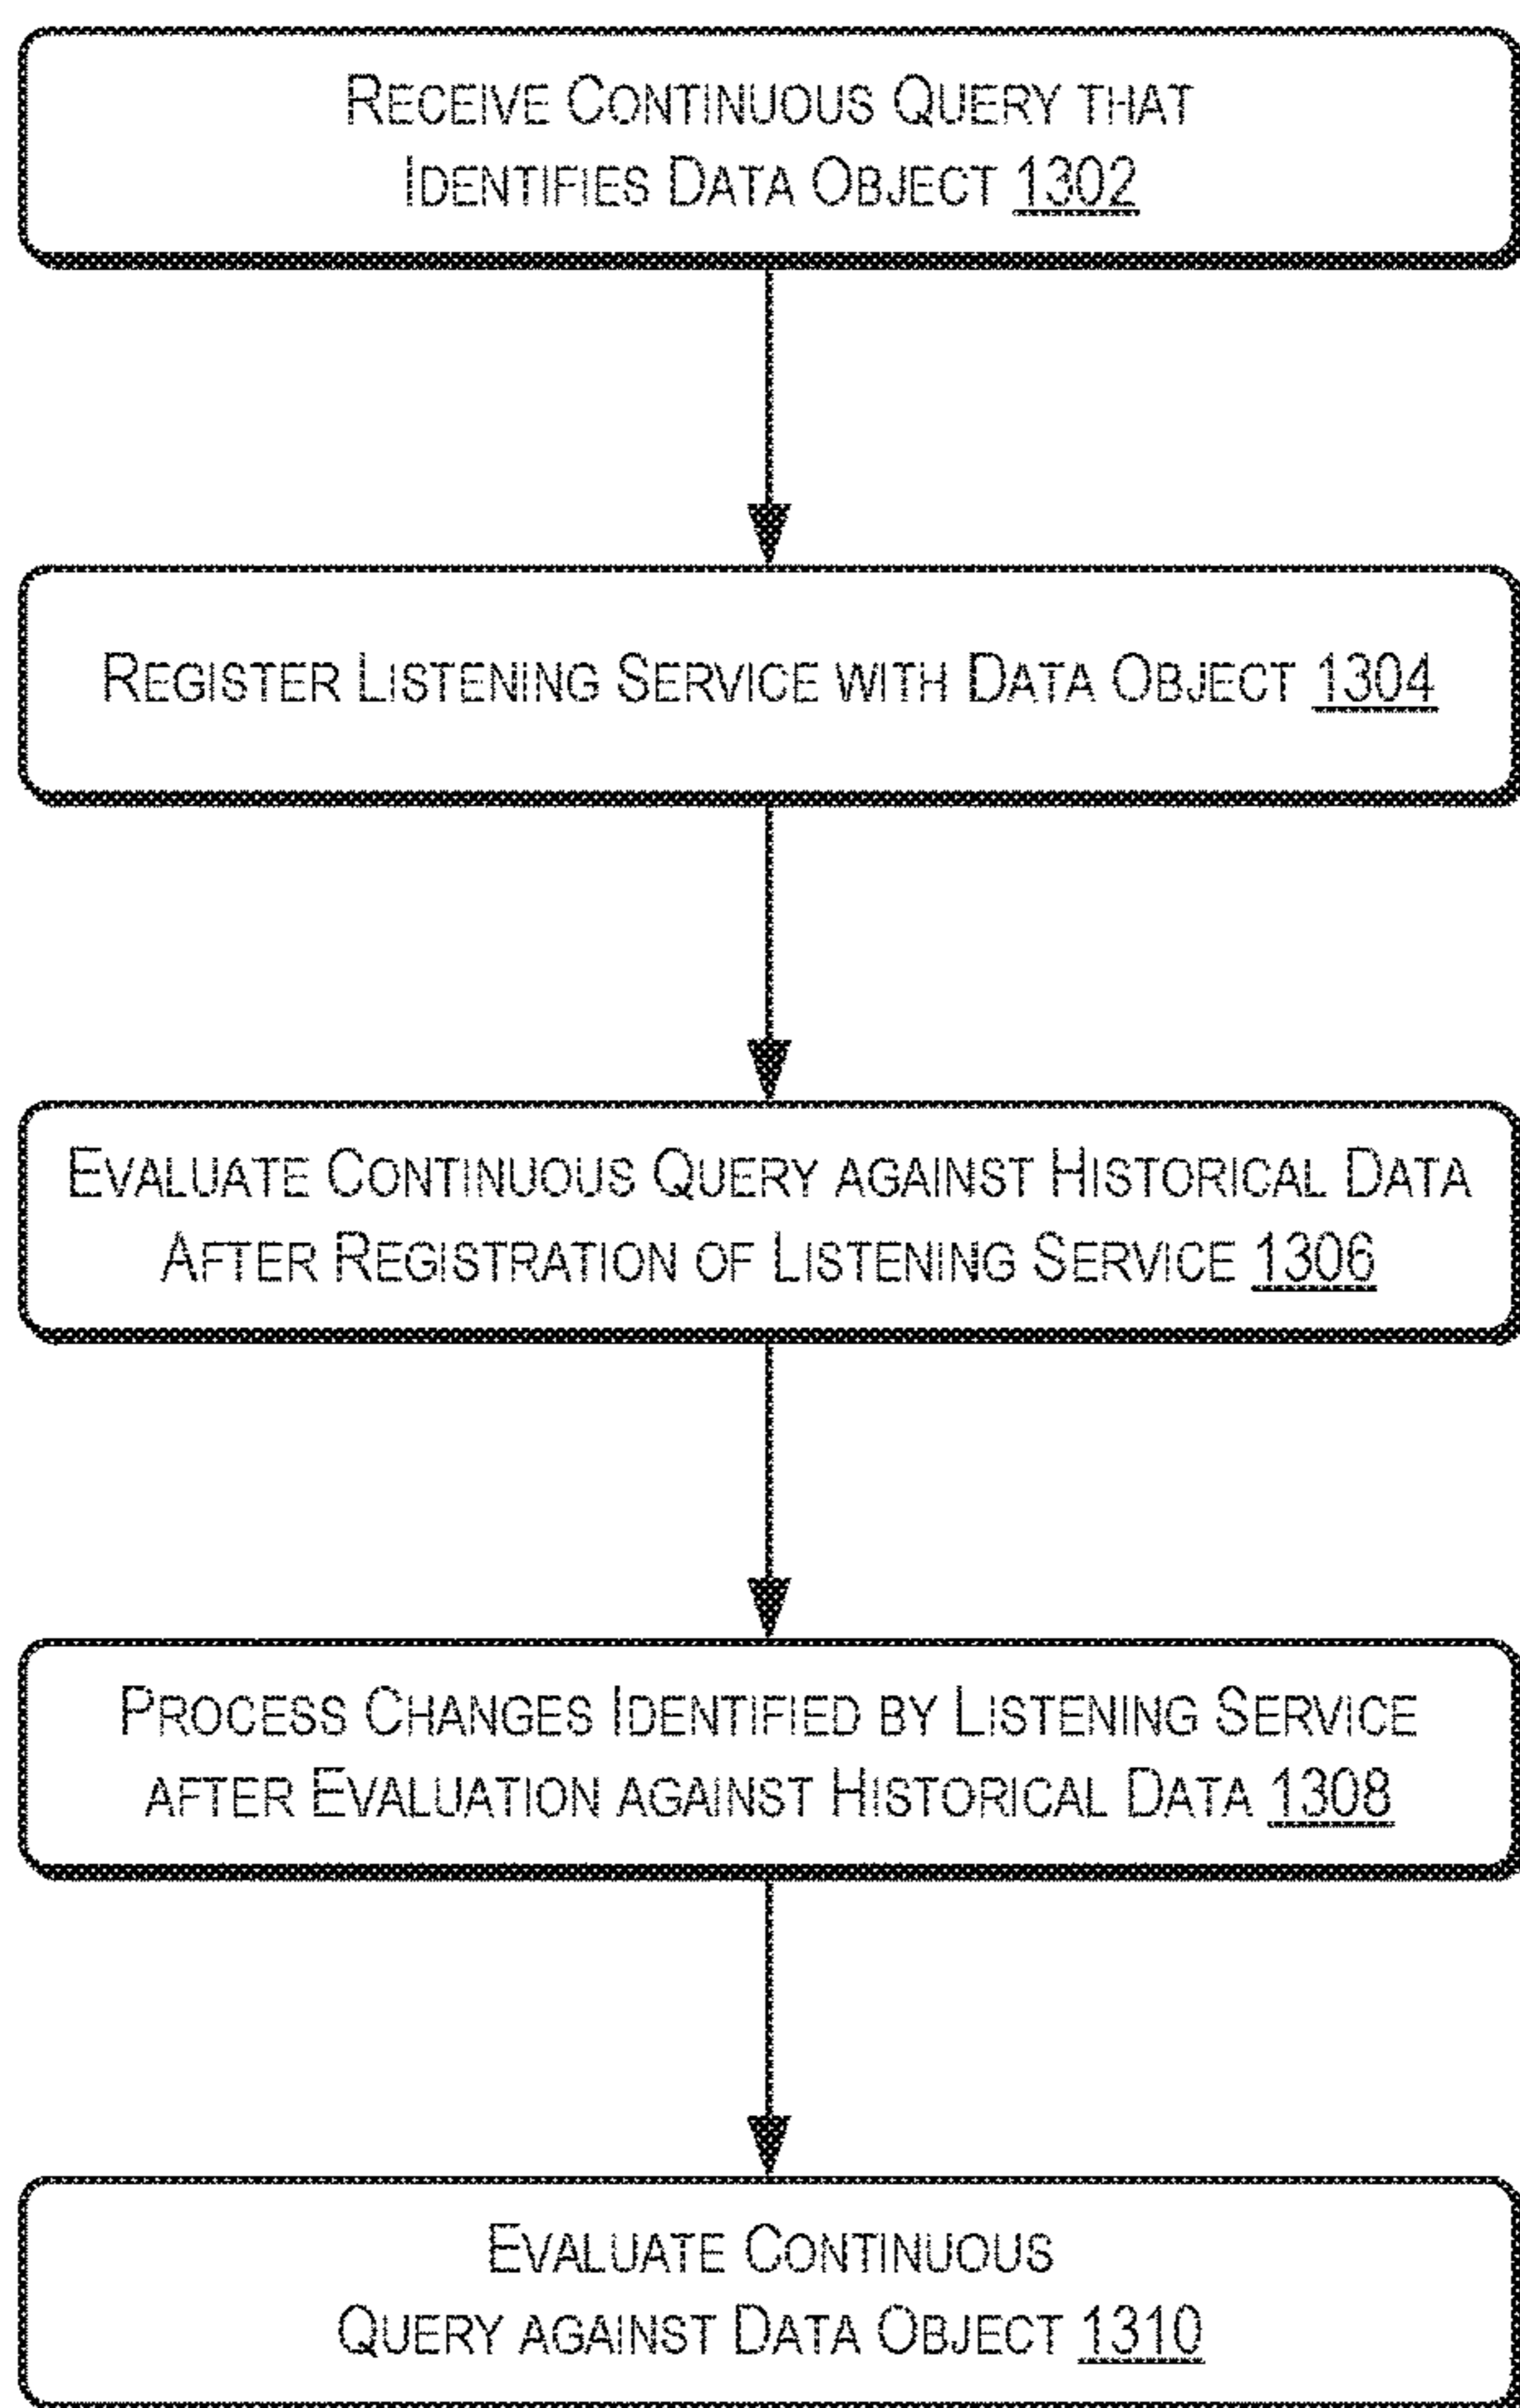 RECEIVE CONTINUOUS QUERY THAT
IDENTIFIES DATA OBJECT 1302
REGISTER LISTENING SERVICE WITH DATA OBJECT 1304
EVALUATE CONTINUOUS QUERY AGAINST HISTORICAL DATA
AFTER REGISTRATION OF LISTENING SERVICE 1306
PROCESS CHANGES IDENTIFIED BY LISTENING SERVICE
AFTER EVALUATION AGAINST HISTORICAL DATA 1308
EVALUATE CONTINUOUS
QUERY AGAINST DATA OBJECT 1310